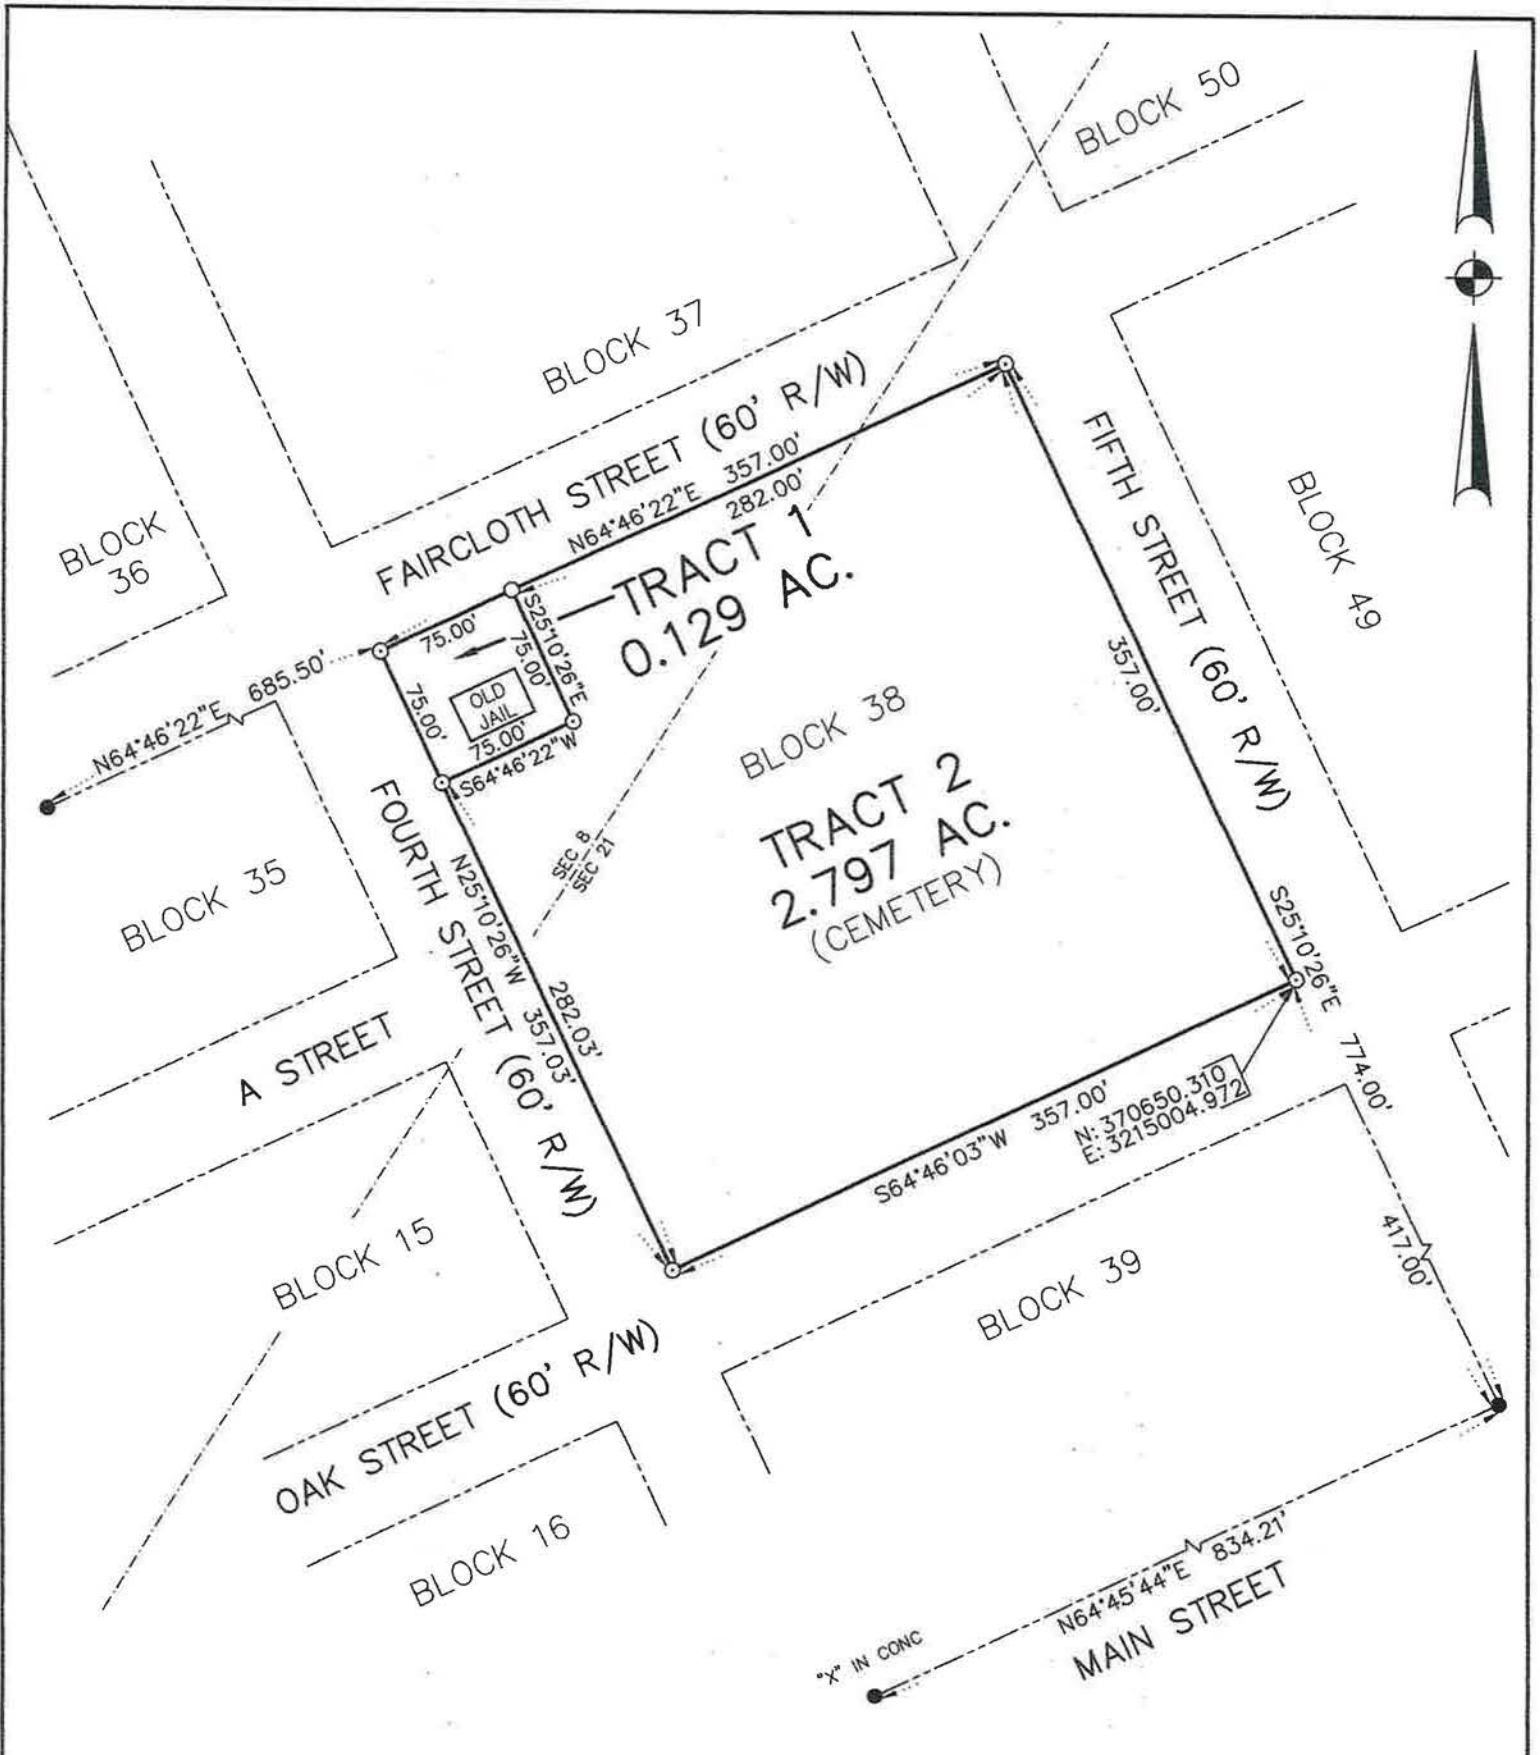 BLOCK 50
BLOCK 37
FAIRCLOTH STREET (60' R/W)
N64°46'22"E 357.00'
282.00'
BLOCK
36
FIFTH STREET (60' R/W)
BLOCK 49
TRACT 1
0.129 AC.
75.00'
S25°10'26"E
75.00'
75.00'
OLD
JAIL
75.00'
S64°46'22"W
N64°46'22"E 685.50'
357.00'
BLOCK 38
TRACT 2
2.797 AC.
(CEMETERY)
SEC 8
SEC 21
BLOCK 35
FOURTH STREET (60' R/W)
N25°10'26"W 357.03'
282.03'
S25°10'26"E 774.00'
A STREET
S64°46'03"W 357.00'
N: 370650.310
E: 3215004.972
BLOCK 15
417.00'
BLOCK 39
OAK STREET (60' R/W)
BLOCK 16
N64°45'44"E 834.21'
MAIN STREET
"X" IN CONC